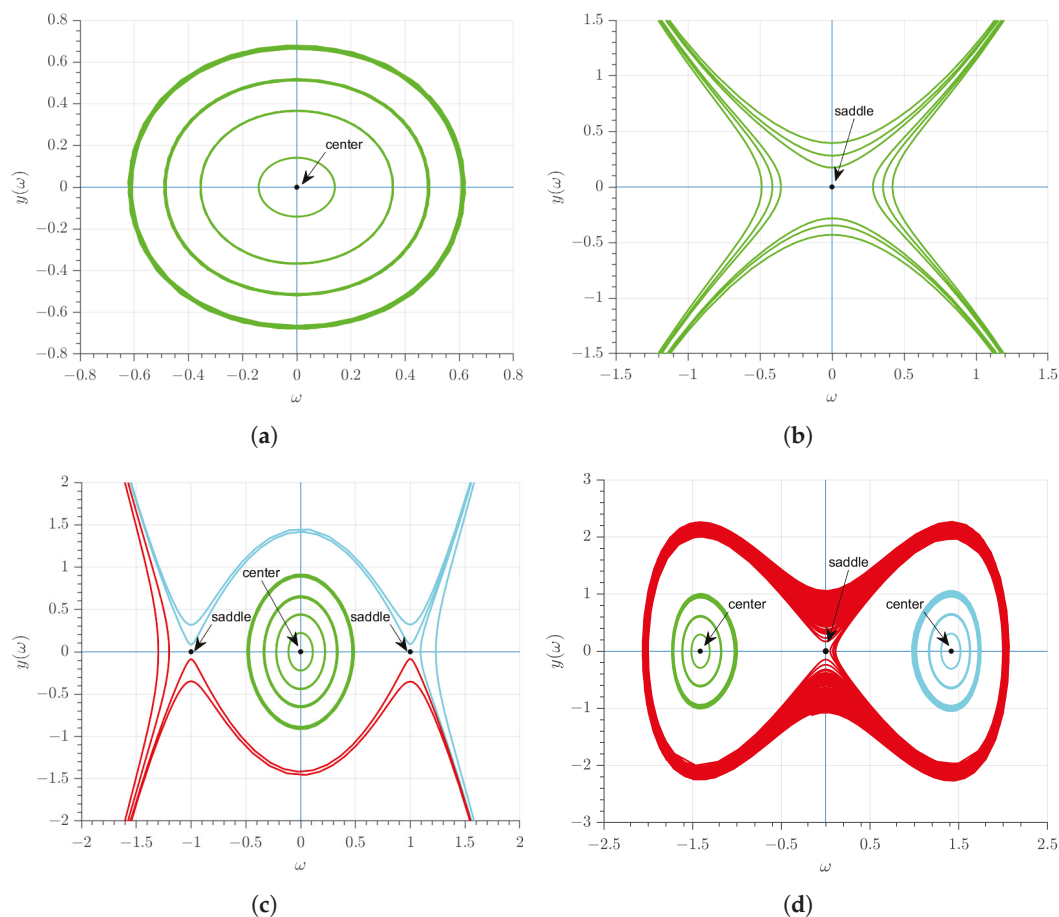 0.8
0.6
0.4
0.2
0
−0.2
−0.4
−0.6
−0.8
y(ω)
center
−0.8 −0.6 −0.4 −0.2 0 0.2 0.4 0.6 0.8
ω
(a)
1.5
1
0.5
0
−0.5
−1
−1.5
y(ω)
saddle
−1.5 −1 −0.5 0 0.5 1 1.5
ω
(b)
2
1.5
1
0.5
0
−0.5
−1
−1.5
−2
y(ω)
center
saddle
saddle
−2 −1.5 −1 −0.5 0 0.5 1 1.5 2
ω
(c)
3
2
1
0
−1
−2
−3
y(ω)
saddle
center
center
−2.5 −1.5 −0.5 0 0.5 1.5 2.5
ω
(d)